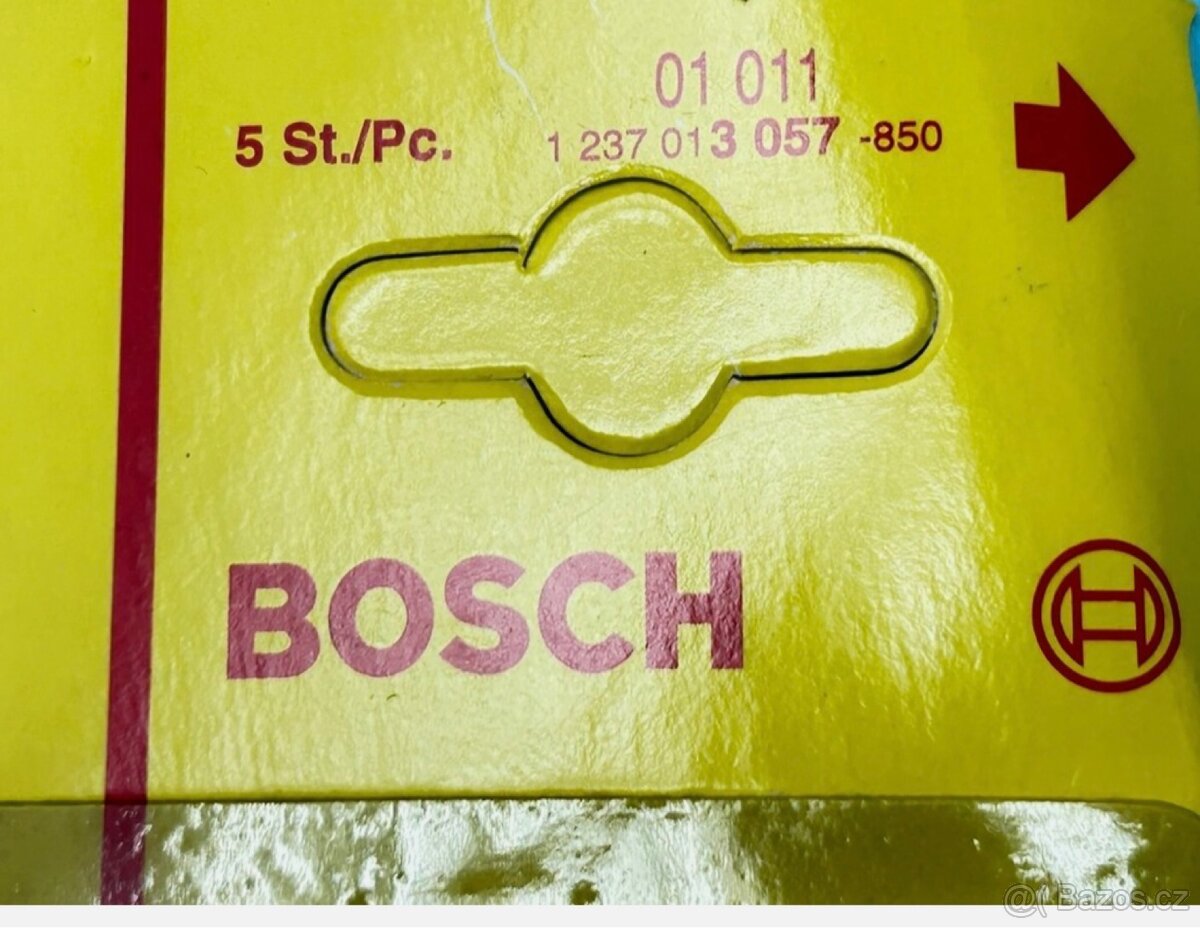 01 011
5 St./Pc. 1 237 013 057 -850
BOSCH
@( Bazos.cz